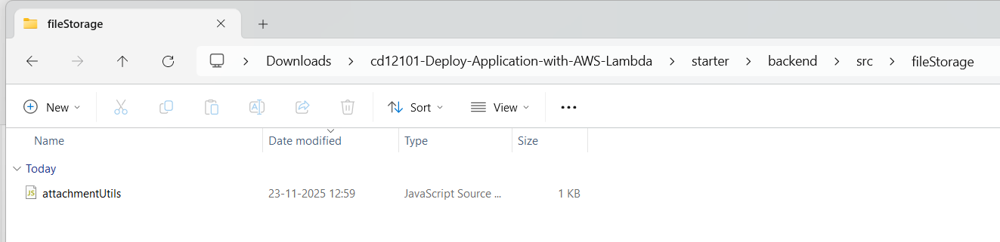 fileStorage
Downloads > cd12101-Deploy-Application-with-AWS-Lambda > starter > backend > src > fileStorage
New Sort View
Name Date modified Type Size
Today
JS attachmentUtils 23-11-2025 12:59 JavaScript Source ... 1 KB